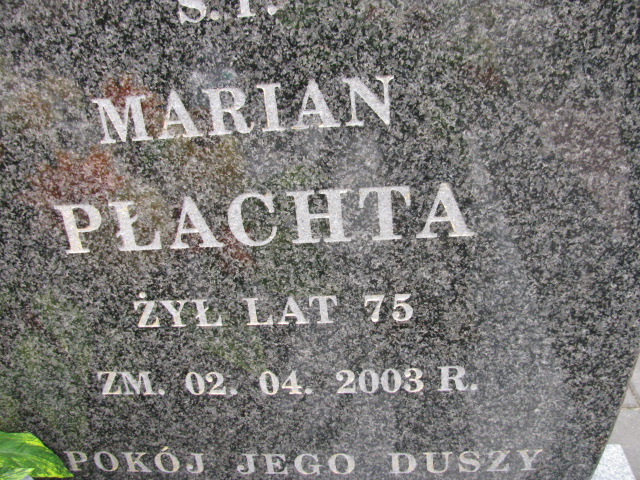 Ś.P.
MARIAN
PŁACHTA
ŻYŁ LAT 75
ZM. 02. 04. 2003 R.
POKÓJ JEGO DUSZY